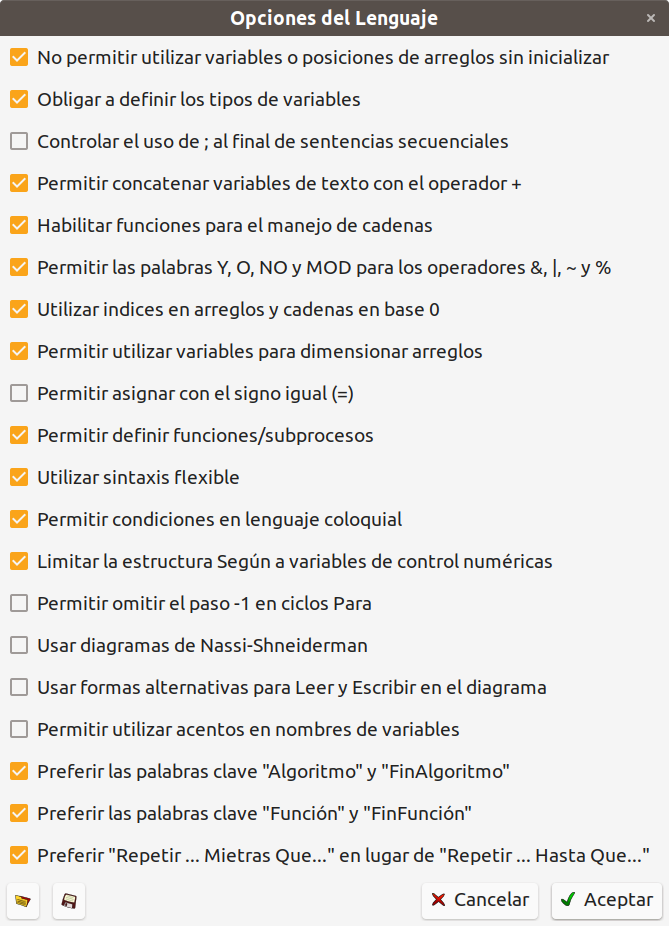 Opciones del Lenguaje
No permitir utilizar variables o posiciones de arreglos sin inicializar
Obligar a definir los tipos de variables
Controlar el uso de ; al final de sentencias secuenciales
Permitir concatenar variables de texto con el operador +
Habilitar funciones para el manejo de cadenas
Permitir las palabras Y, O, NO y MOD para los operadores &, |, ~ y %
Utilizar indices en arreglos y cadenas en base 0
Permitir utilizar variables para dimensionar arreglos
Permitir asignar con el signo igual (=)
Permitir definir funciones/subprocesos
Utilizar sintaxis flexible
Permitir condiciones en lenguaje coloquial
Limitar la estructura Según a variables de control numéricas
Permitir omitir el paso -1 en ciclos Para
Usar diagramas de Nassi-Shneiderman
Usar formas alternativas para Leer y Escribir en el diagrama
Permitir utilizar acentos en nombres de variables
Preferir las palabras clave "Algoritmo" y "FinAlgoritmo"
Preferir las palabras clave "Función" y "FinFunción"
Preferir "Repetir ... Mietras Que..." en lugar de "Repetir ... Hasta Que..."
Cancelar Aceptar